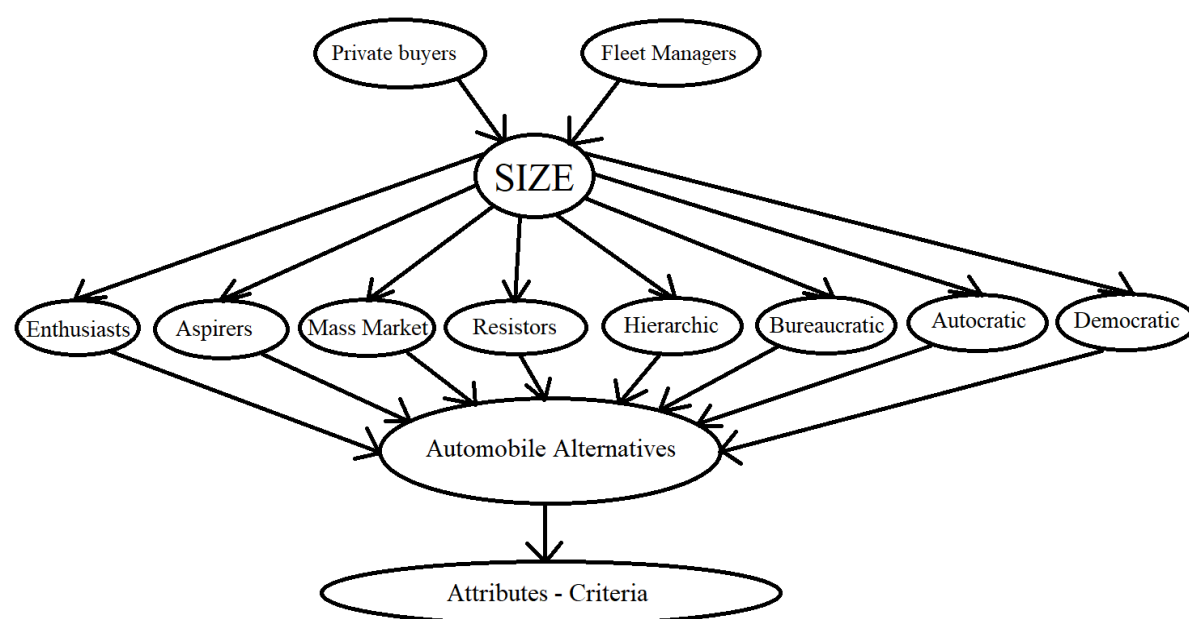 Private buyers
Fleet Managers
SIZE
Enthusiasts
Aspirers
Mass Market
Resistors
Hierarchic
Bureaucratic
Autocratic
Democratic
Automobile Alternatives
Attributes - Criteria